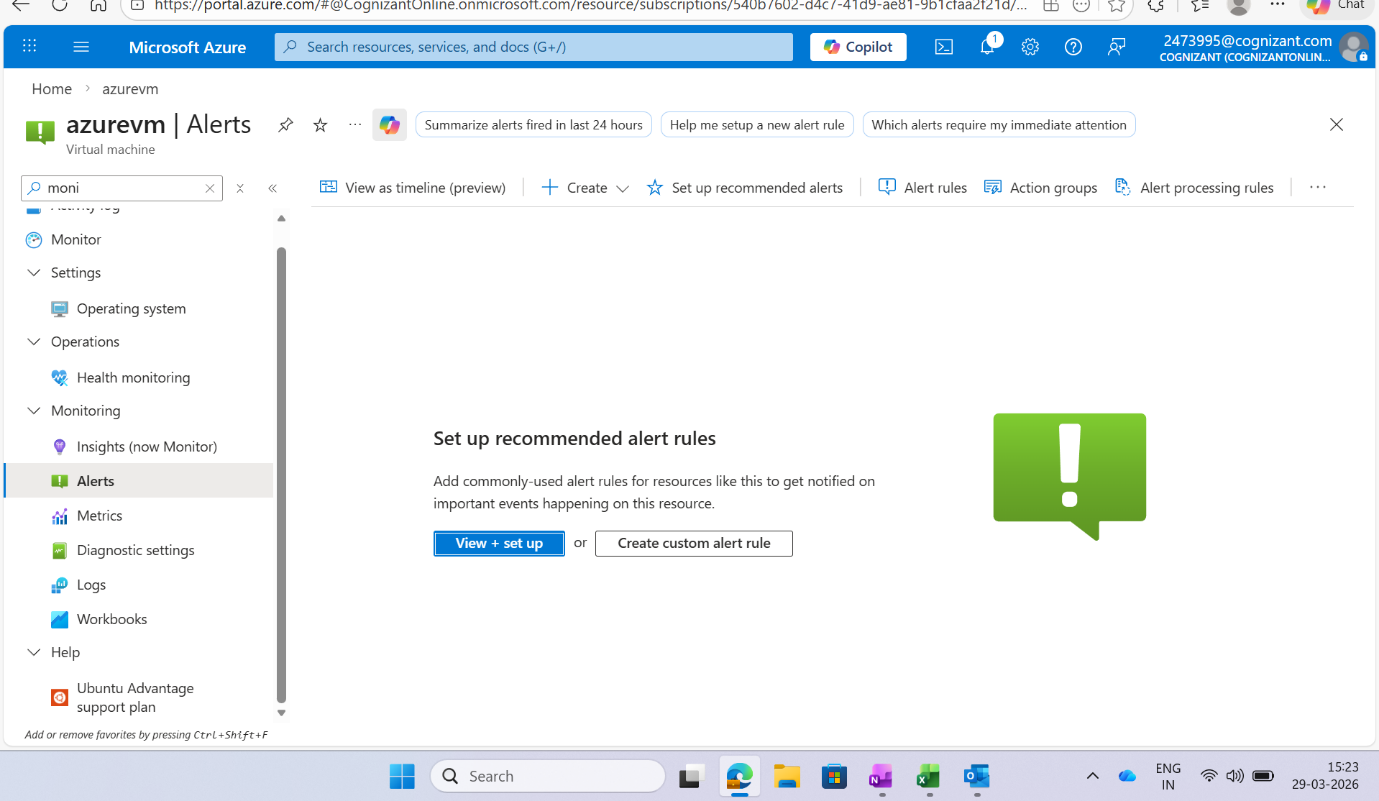 https://portal.azure.com/#@CognizantOnline.onmicrosoft.com/resource/subscriptions/540b7602-d4c7-41d9-ae81-9b1cfaa2f21d/...
Chat
Microsoft Azure
Search resources, services, and docs (G+/)
Copilot
1
2473995@cognizant.com
COGNIZANT (COGNIZANTONLIN...
Home > azurevm
azurevm | Alerts
Virtual machine
Summarize alerts fired in last 24 hours
Help me setup a new alert rule
Which alerts require my immediate attention
moni
View as timeline (preview)
Create
Set up recommended alerts
Alert rules
Action groups
Alert processing rules
Activity log
Monitor
Settings
Operating system
Operations
Health monitoring
Monitoring
Insights (now Monitor)
Alerts
Metrics
Diagnostic settings
Logs
Workbooks
Help
Ubuntu Advantage
support plan
Add or remove favorites by pressing Ctrl+Shift+F
Set up recommended alert rules
Add commonly-used alert rules for resources like this to get notified on
important events happening on this resource.
View + set up or Create custom alert rule
Search
ENG
IN
15:23
29-03-2026